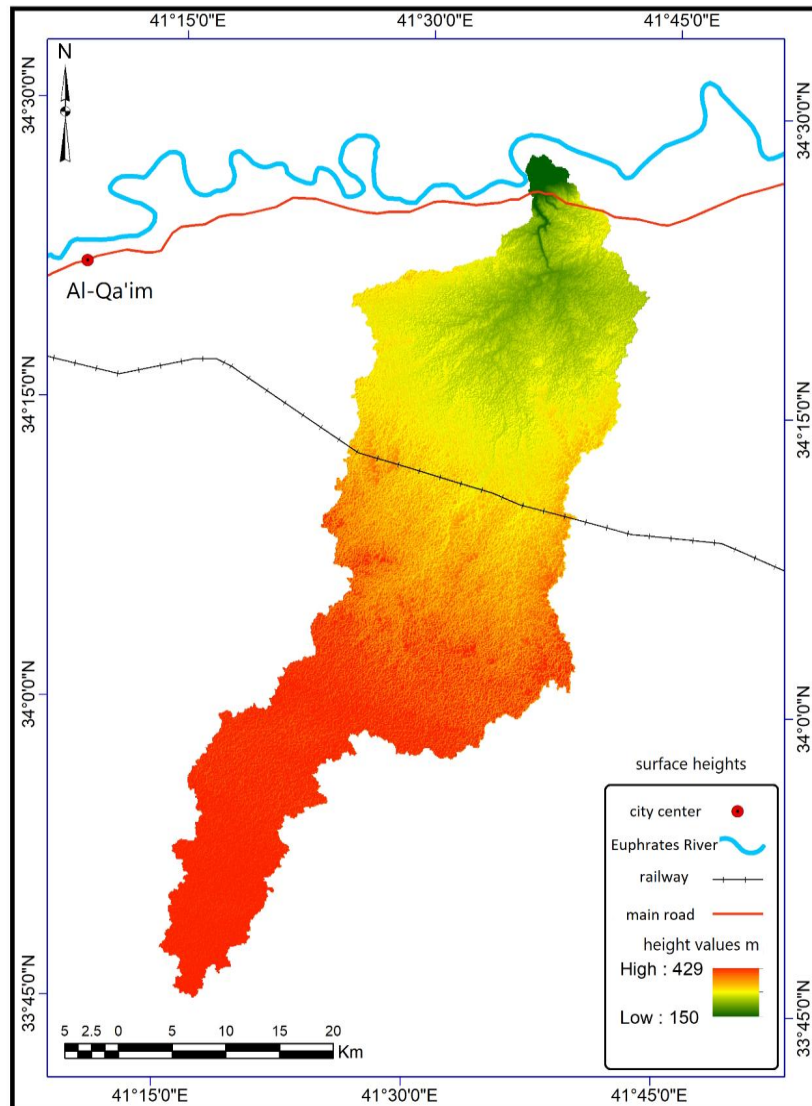 41°15'0"E
41°30'0"E
41°45'0"E
N
34°30'0"N
34°30'0"N
Al-Qa'im
34°15'0"N
34°15'0"N
34°0'0"N
34°0'0"N
surface heights
city center
Euphrates River
railway
main road
height values m
High : 429
Low : 150
33°45'0"N
33°45'0"N
5 2.5 0 5 10 15 20
Km
41°15'0"E
41°30'0"E
41°45'0"E